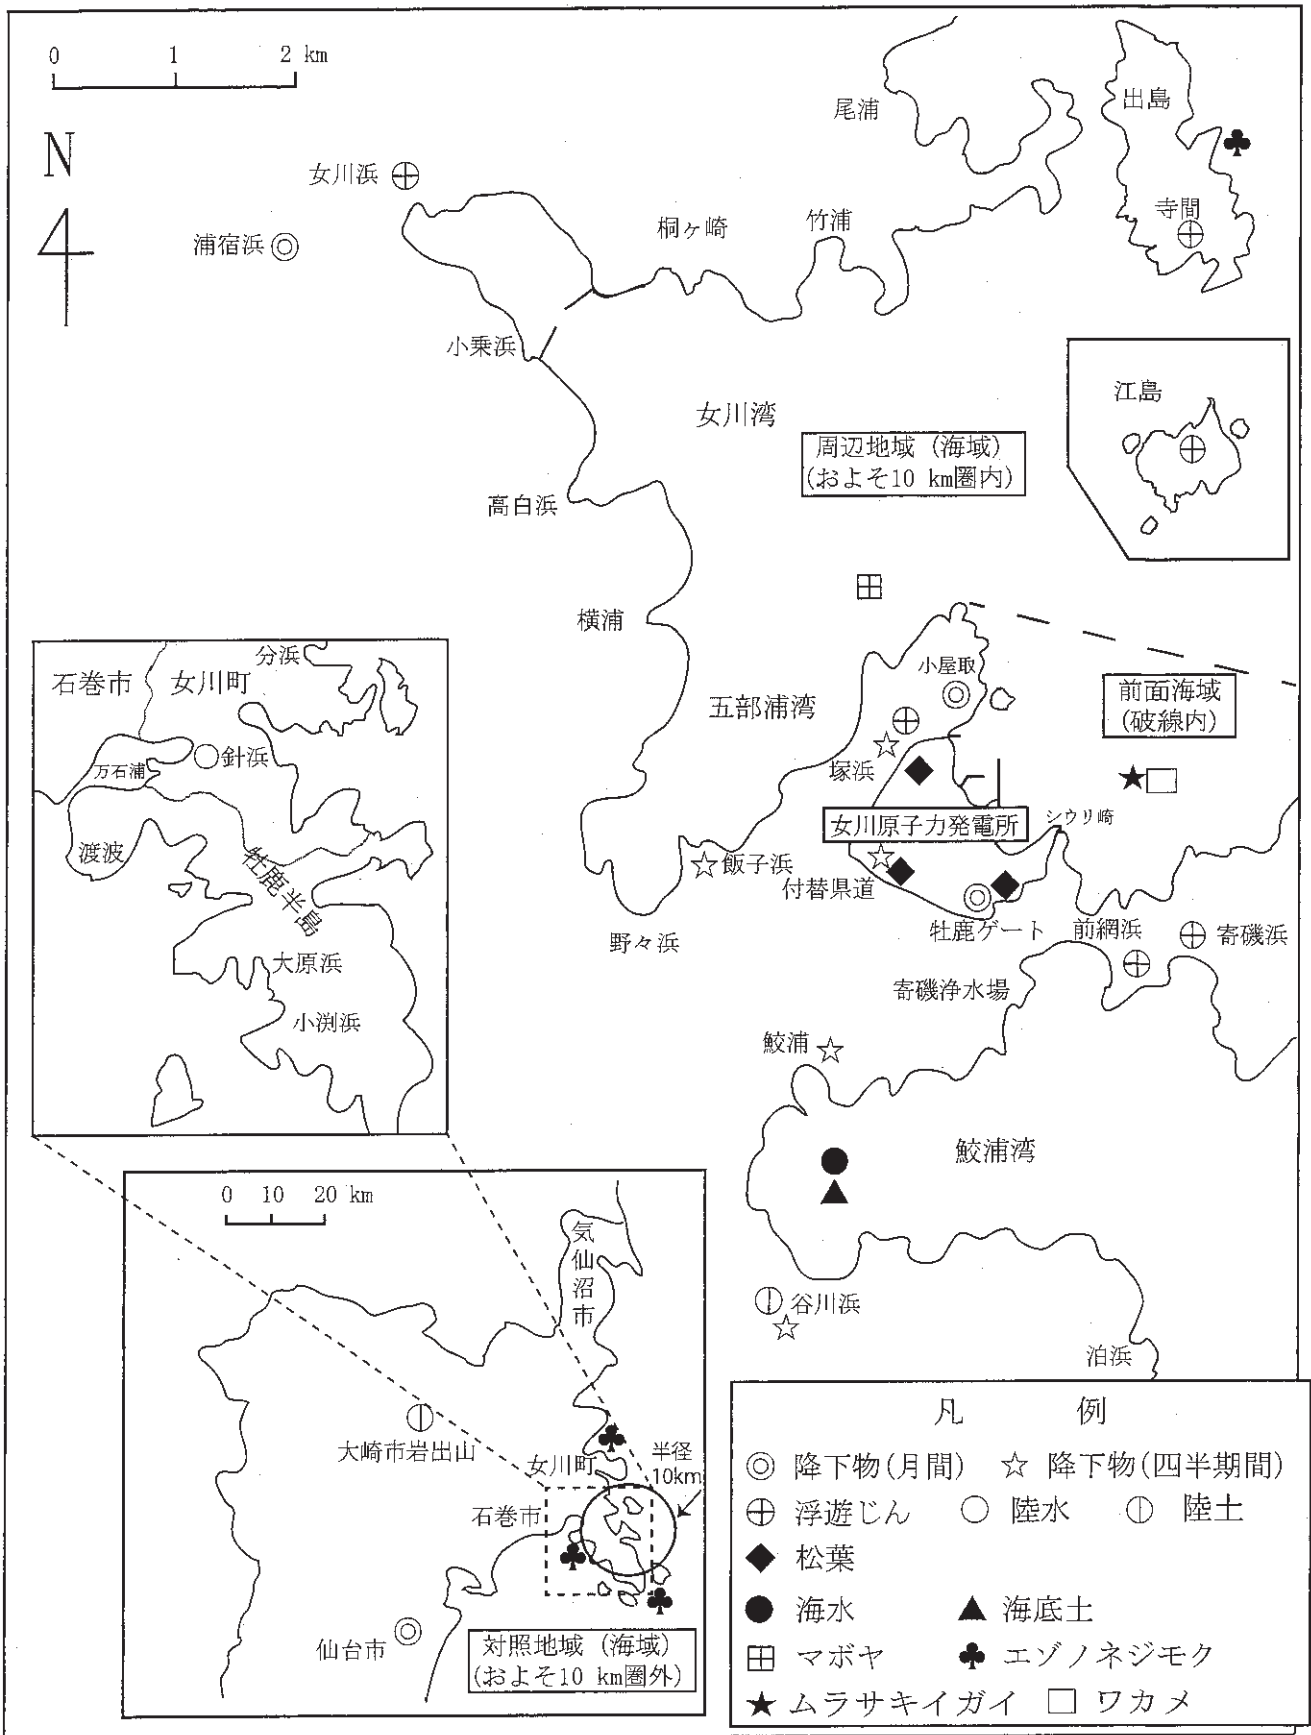 0 1 2 km
N
尾浦
出島
女川浜
寺間
浦宿浜
桐ヶ崎
竹浦
小乗浜
女川湾
江島
周辺地域 (海域)
(およそ10 km圏内)
高白浜
横浦
小屋取
前面海域
(破線内)
五部浦湾
塚浜
女川原子力発電所
シウリ崎
飯子浜
付替県道
牡鹿ゲート
前網浜
寄磯浜
野々浜
寄磯浄水場
鮫浦
鮫浦湾
谷川浜
泊浜
分浜
石巻市
女川町
針浜
万石浦
渡波
牡鹿半島
大原浜
小渕浜
0 10 20 km
気仙沼市
大崎市岩出山
女川町
半径
10km
石巻市
仙台市
対照地域 (海域)
(およそ10 km圏外)
凡 例
◎ 降下物(月間) ☆ 降下物(四半期間)
⊕ 浮遊じん ○ 陸水 ⦶ 陸土
◆ 松葉
● 海水 ▲ 海底土
⊞ マボヤ ♣ エゾノネジモク
★ ムラサキイガイ □ ワカメ